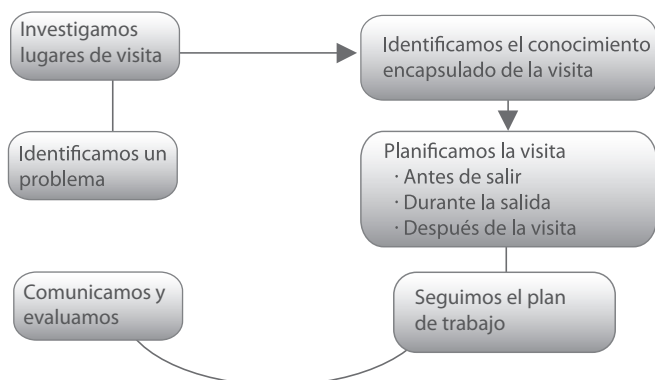 Investigamos
lugares de visita
Identificamos el conocimiento
encapsulado de la visita
Identificamos un
problema
Planificamos la visita
· Antes de salir
· Durante la salida
· Después de la visita
Comunicamos y
evaluamos
Seguimos el plan
de trabajo